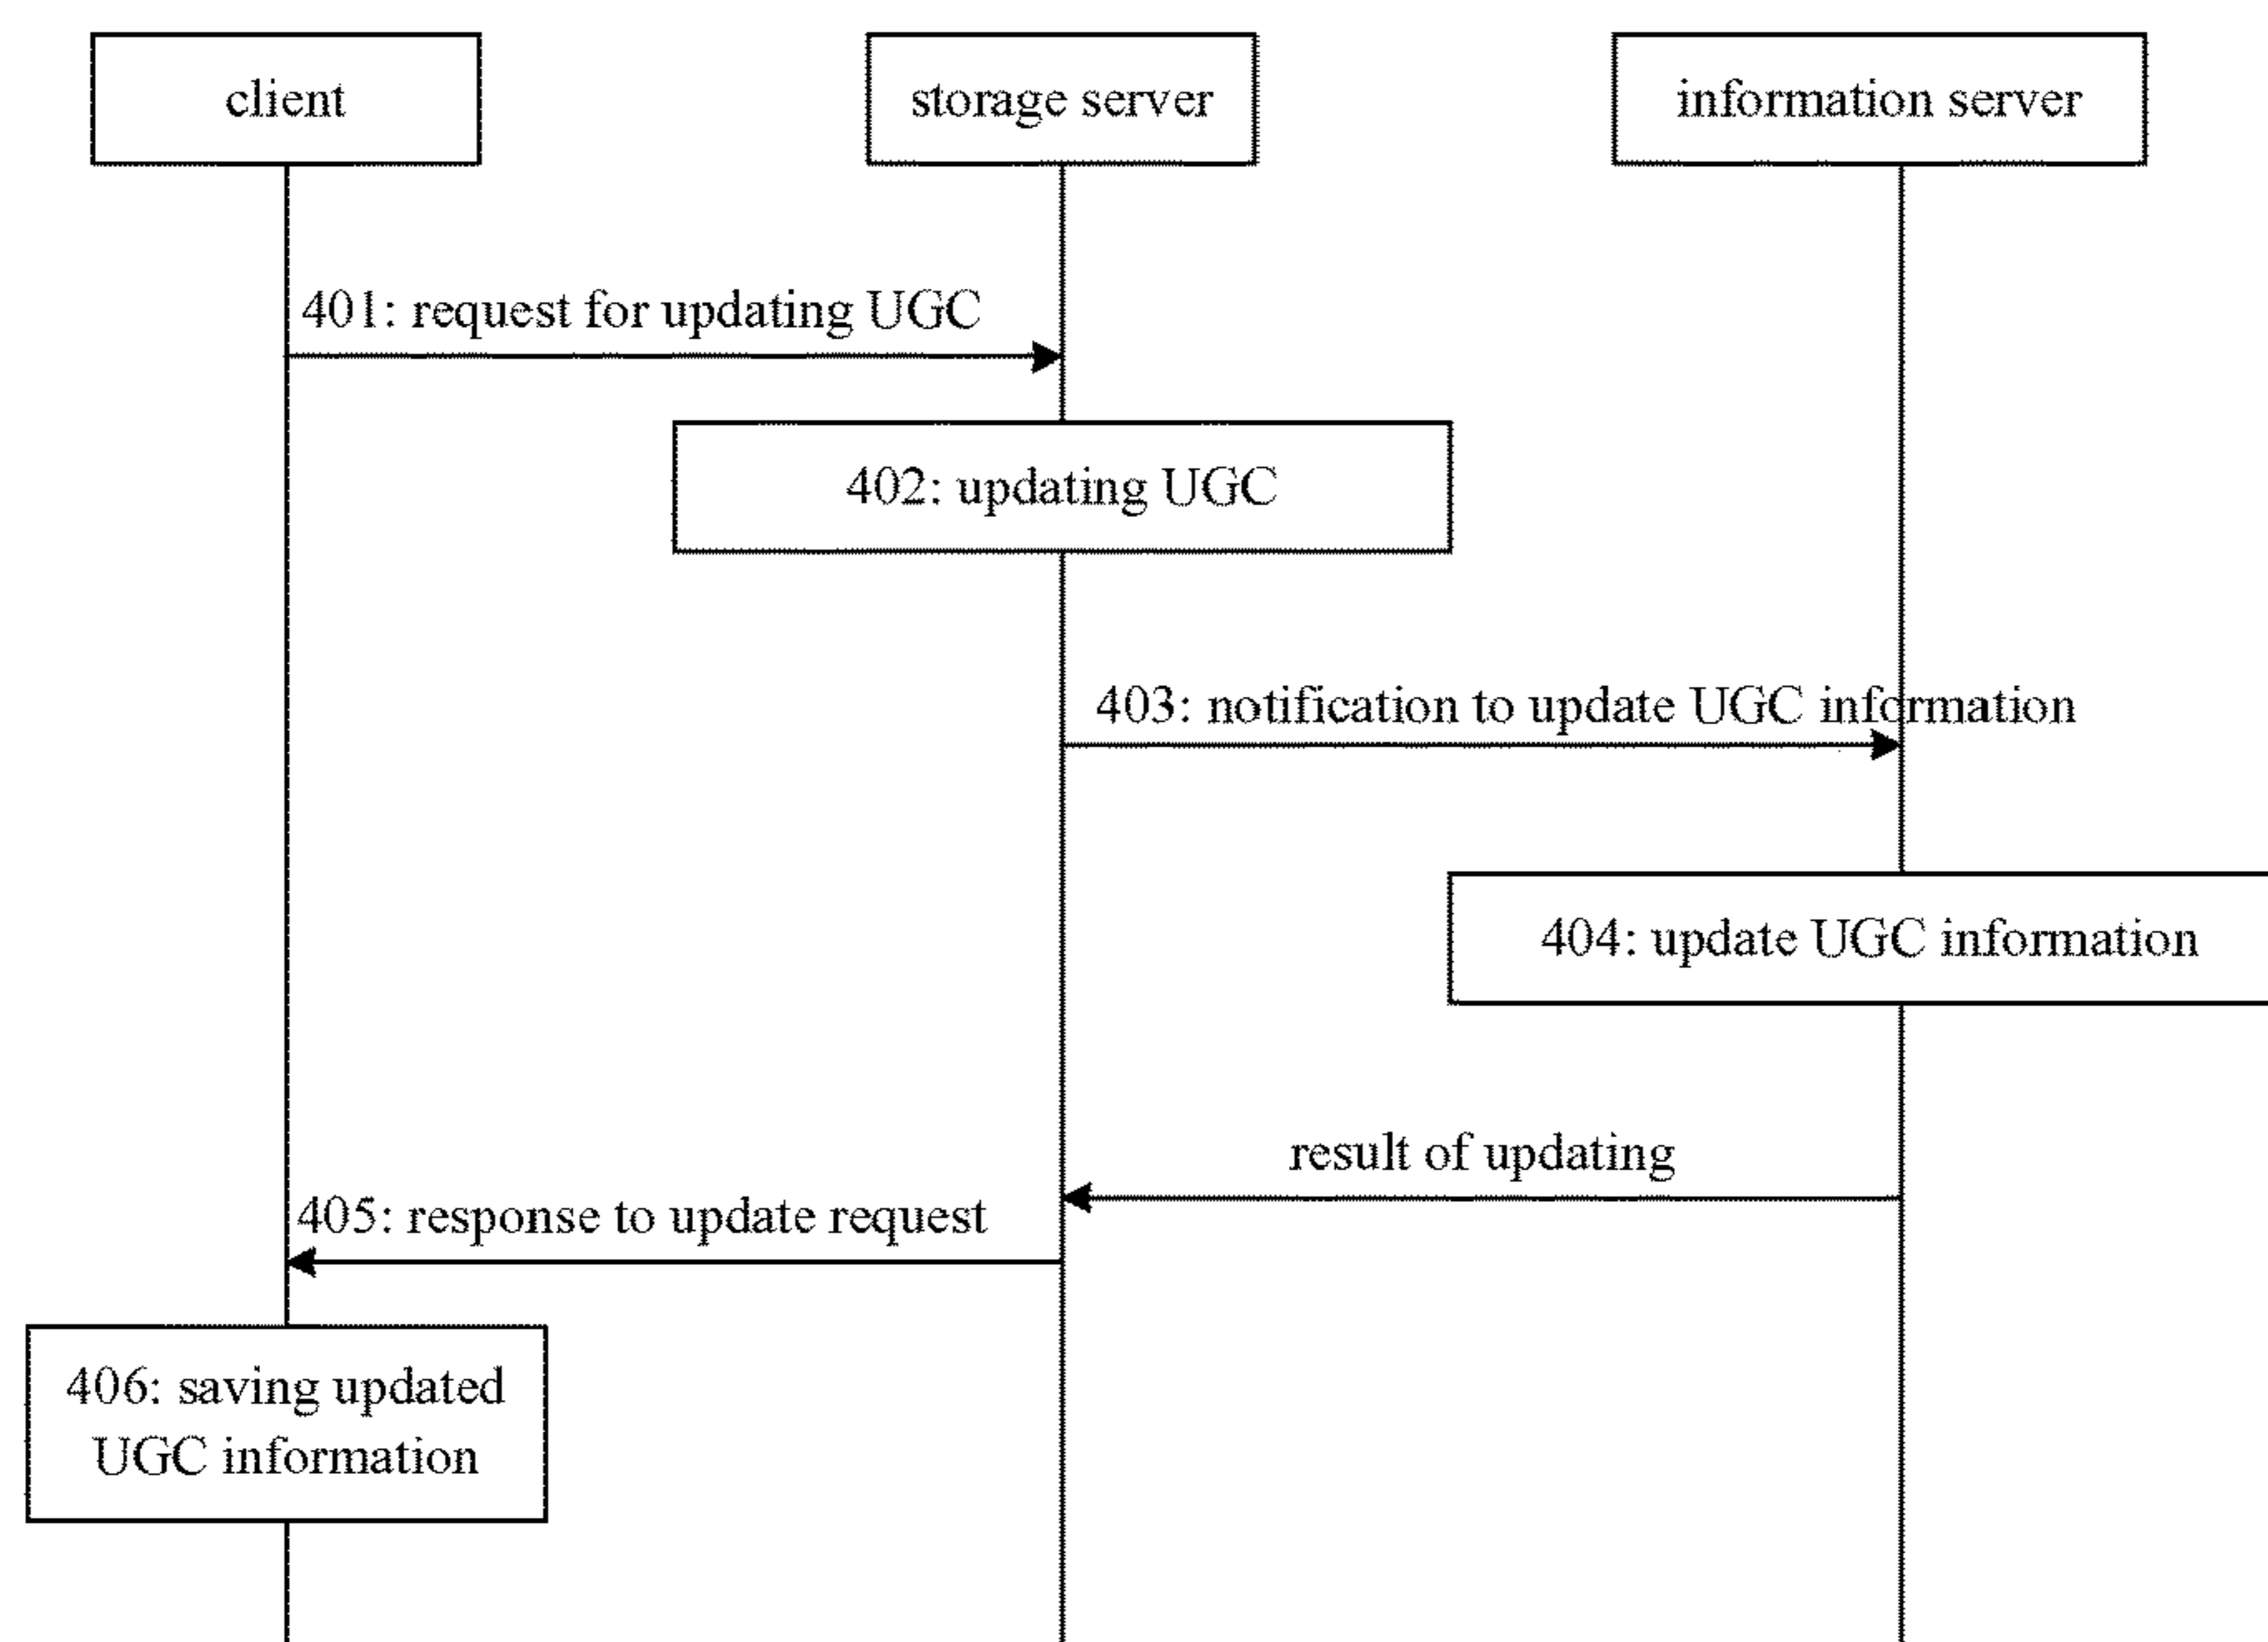 client
storage server
information server
401: request for updating UGC
402: updating UGC
403: notification to update UGC information
404: update UGC information
result of updating
405: response to update request
406: saving updated
UGC information